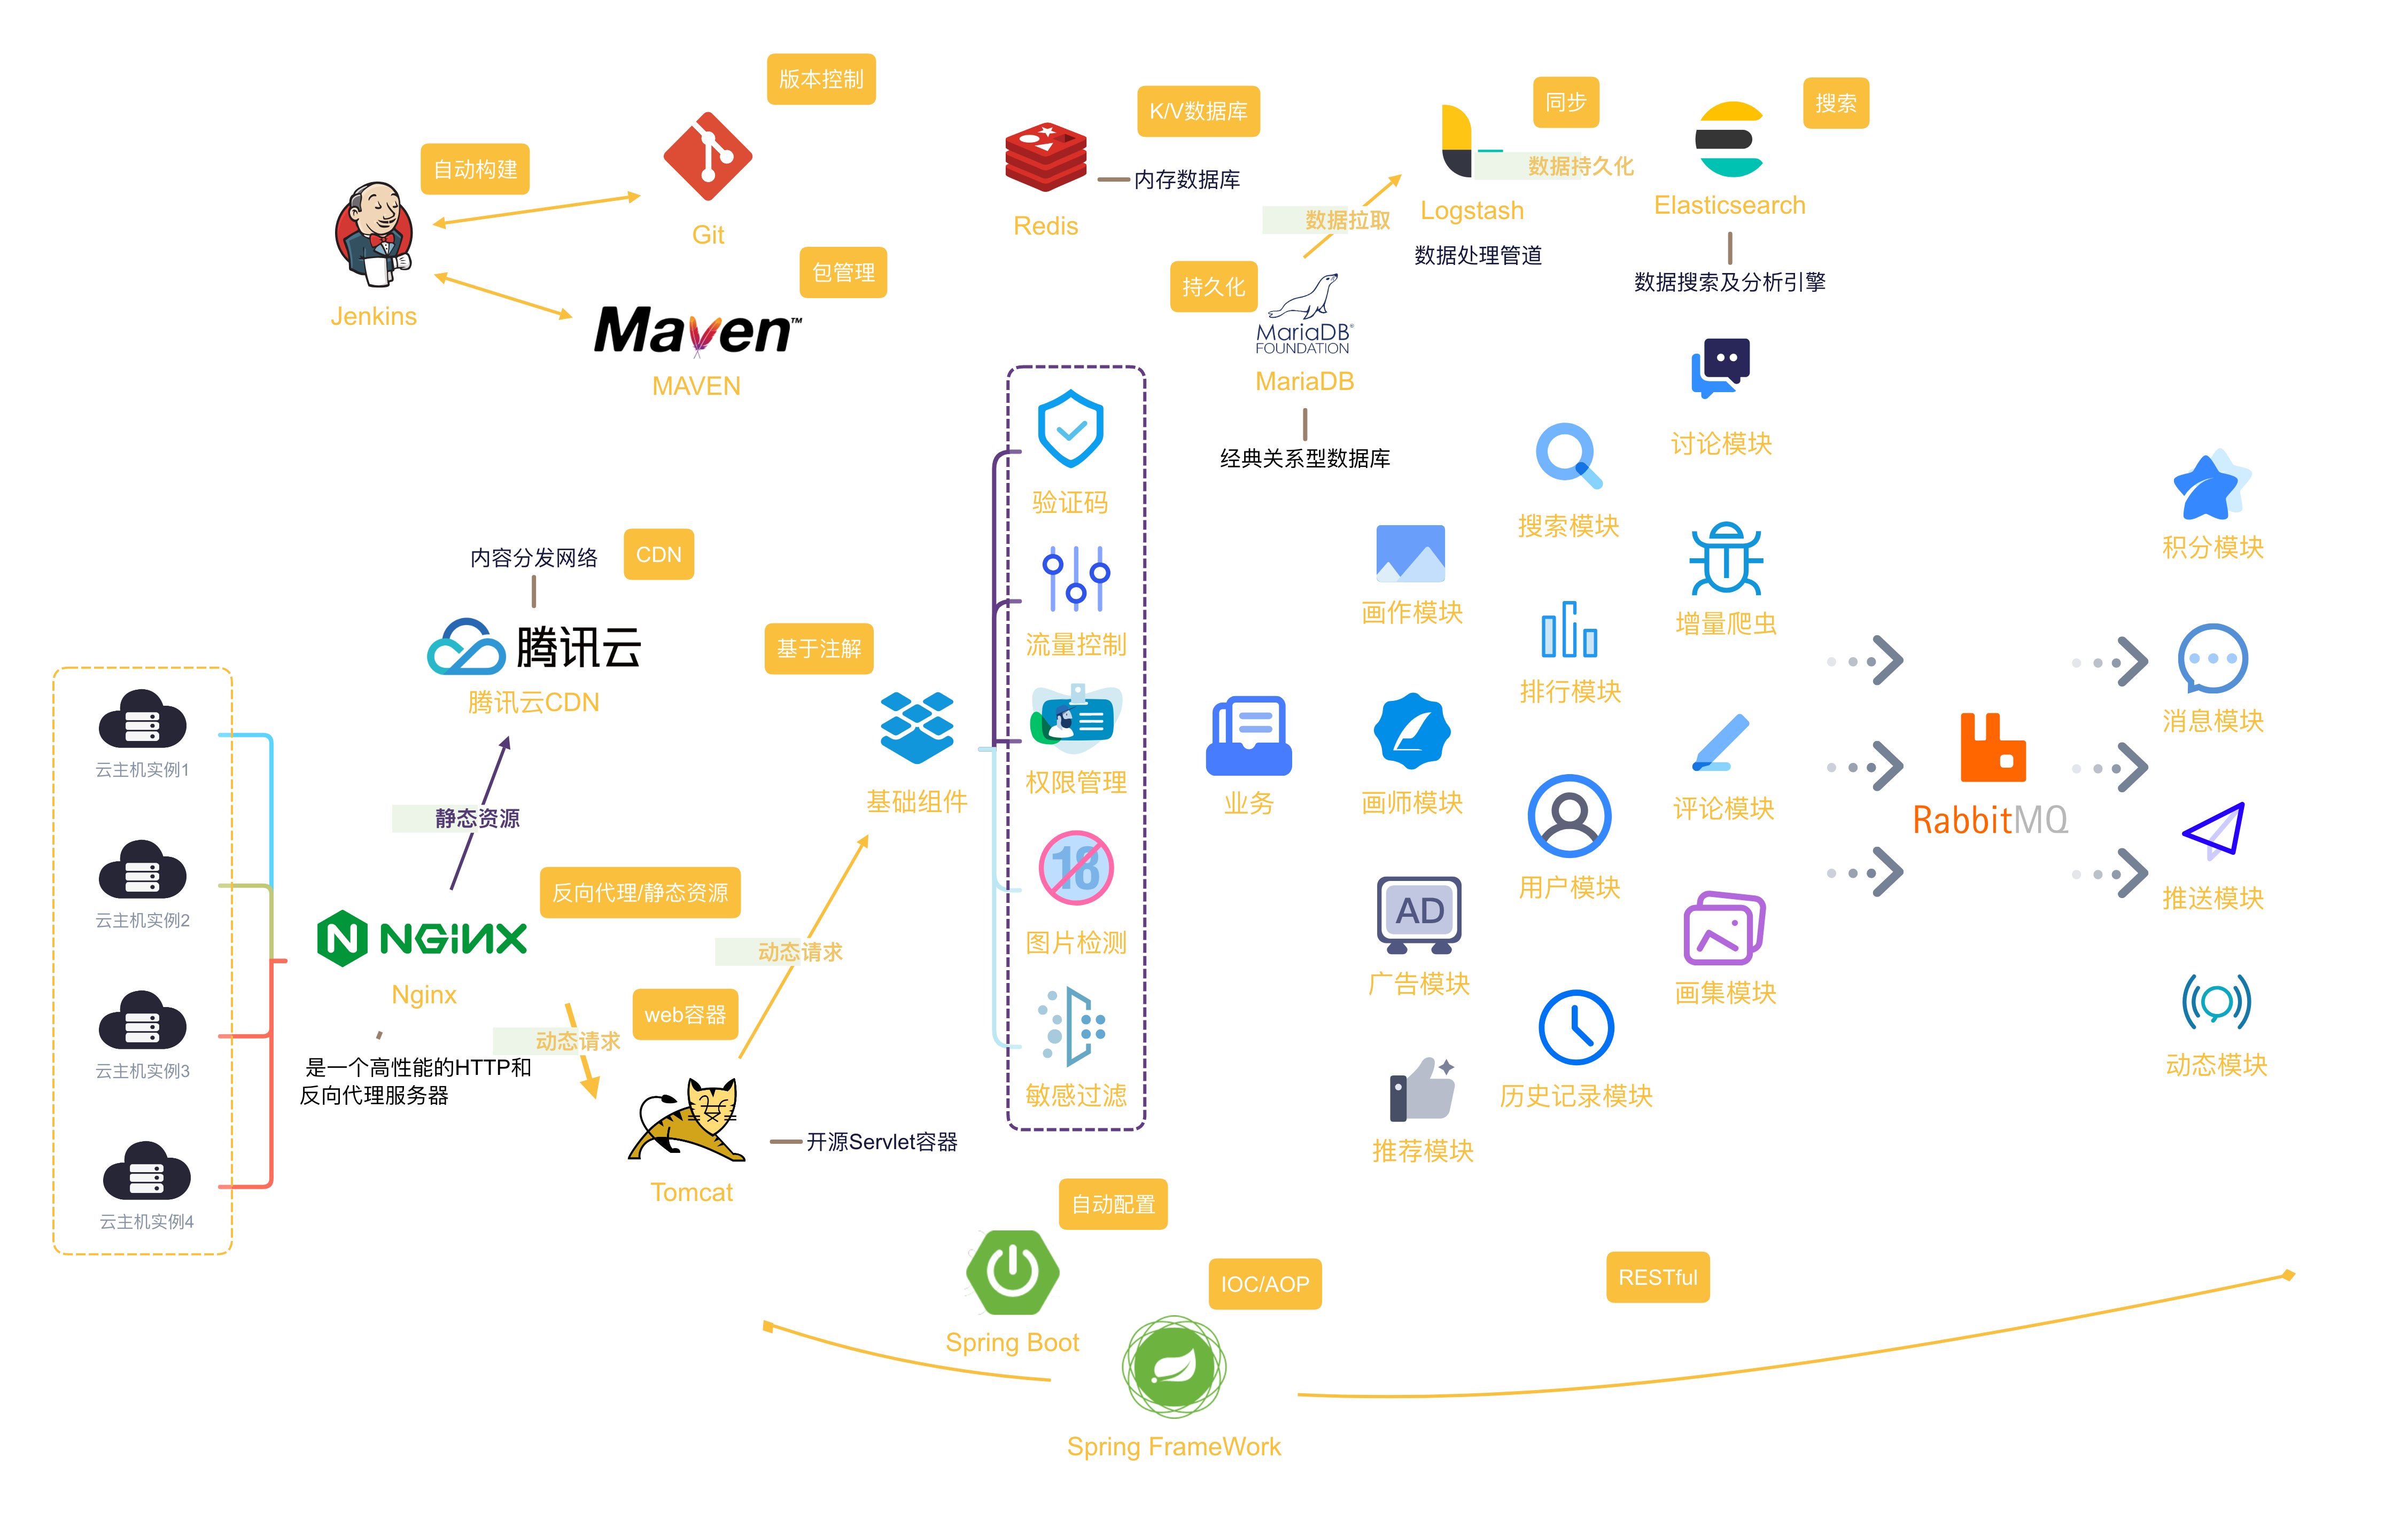 版本控制
自动构建
Git
Jenkins
包管理
Maven™
MAVEN
K/V数据库
内存数据库
Redis
同步
搜索
数据持久化
数据拉取
Logstash
Elasticsearch
数据处理管道
数据搜索及分析引擎
持久化
MariaDB®
FOUNDATION
MariaDB
经典关系型数据库
内容分发网络
CDN
腾讯云
腾讯云CDN
静态资源
云主机实例1
云主机实例2
云主机实例3
云主机实例4
反向代理/静态资源
NGINX
Nginx
是一个高性能的HTTP和
反向代理服务器
动态请求
web容器
动态请求
开源Servlet容器
Tomcat
基于注解
基础组件
验证码
流量控制
权限管理
18
图片检测
敏感过滤
业务
讨论模块
搜索模块
画作模块
增量爬虫
排行模块
画师模块
评论模块
用户模块
AD
广告模块
画集模块
历史记录模块
推荐模块
RabbitMQ
积分模块
消息模块
推送模块
动态模块
自动配置
Spring Boot
IOC/AOP
Spring FrameWork
RESTful